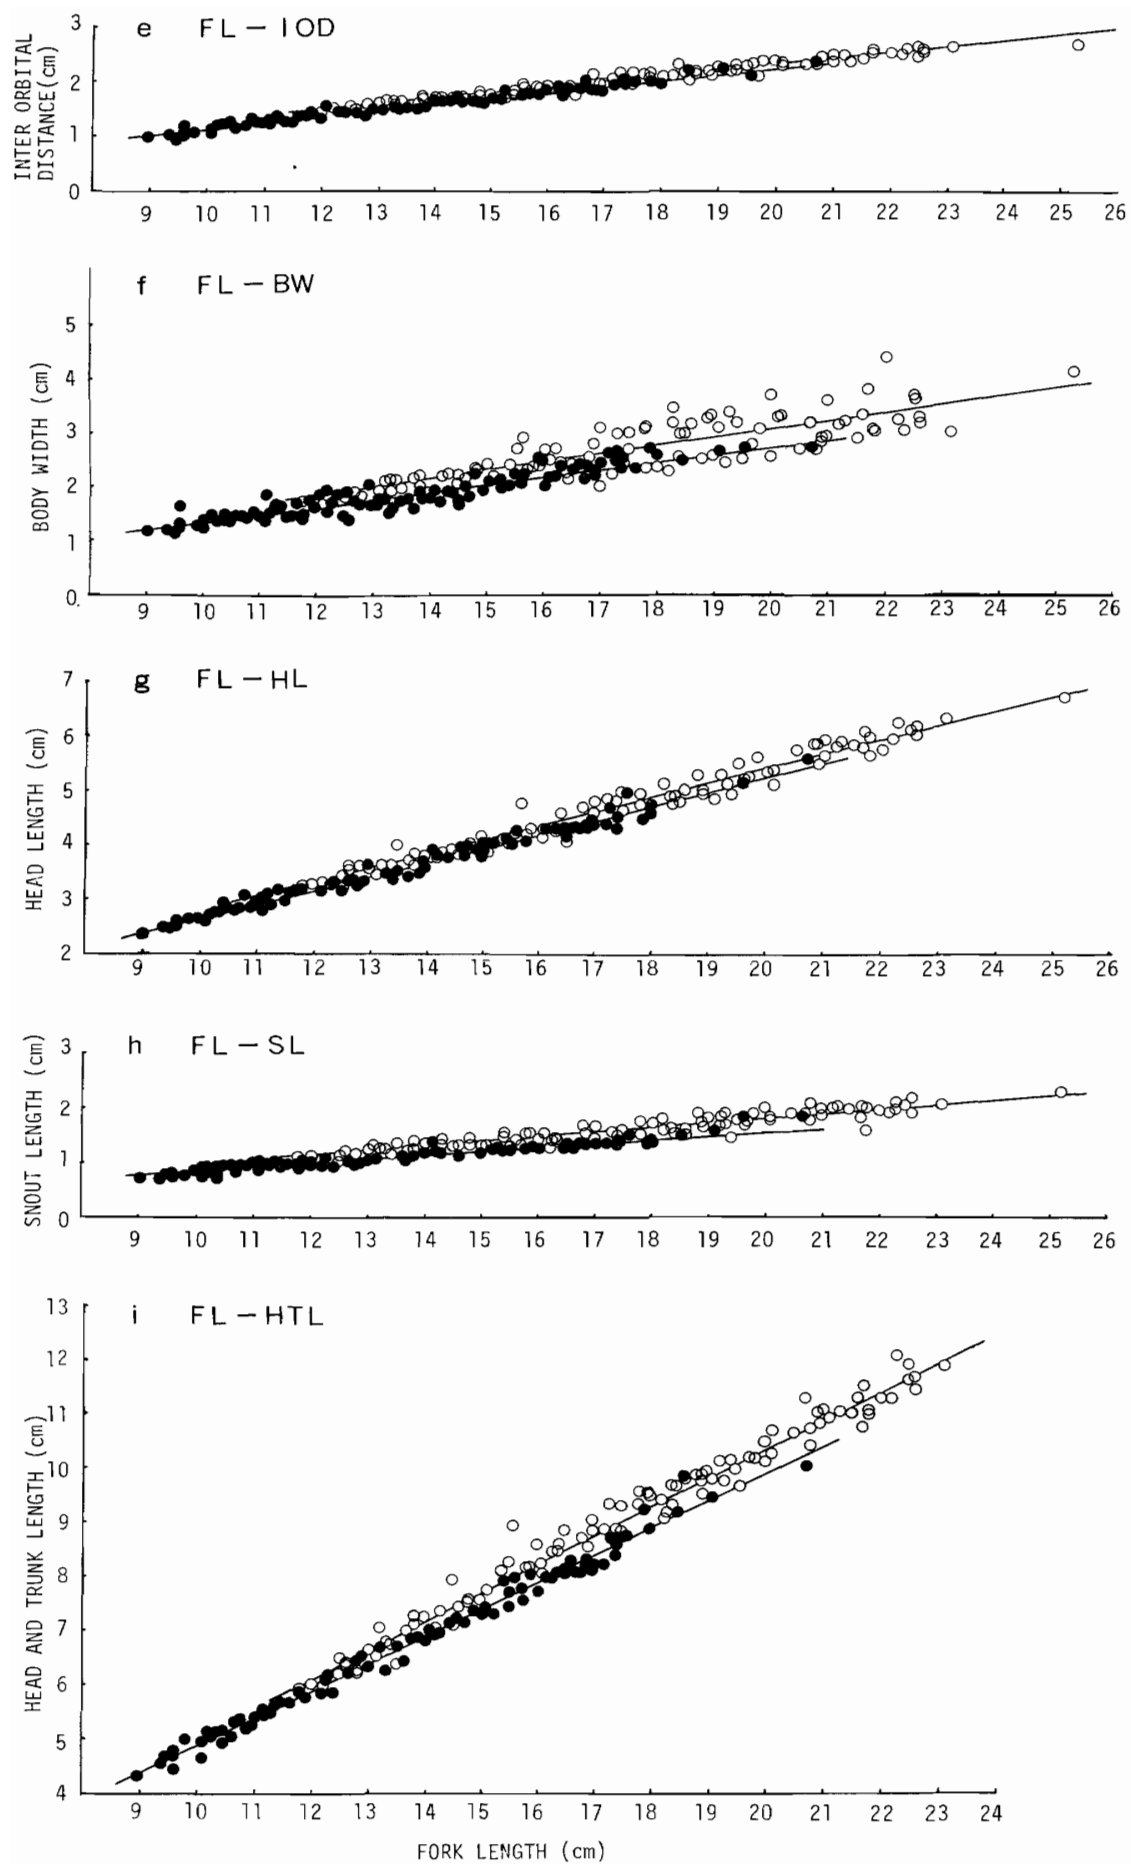 e FL – IOD
INTER ORBITAL
DISTANCE (cm)
3
2
1
0
9 10 11 12 13 14 15 16 17 18 19 20 21 22 23 24 25 26
f FL – BW
BODY WIDTH (cm)
5
4
3
2
1
0.
9 10 11 12 13 14 15 16 17 18 19 20 21 22 23 24 25 26
g FL – HL
HEAD LENGTH (cm)
7
6
5
4
3
2
9 10 11 12 13 14 15 16 17 18 19 20 21 22 23 24 25 26
h FL – SL
SNOUT LENGTH (cm)
3
2
1
0
9 10 11 12 13 14 15 16 17 18 19 20 21 22 23 24 25 26
i FL – HTL
HEAD AND TRUNK LENGTH (cm)
13
12
11
10
9
8
7
6
5
4
9 10 11 12 13 14 15 16 17 18 19 20 21 22 23 24
FORK LENGTH (cm)